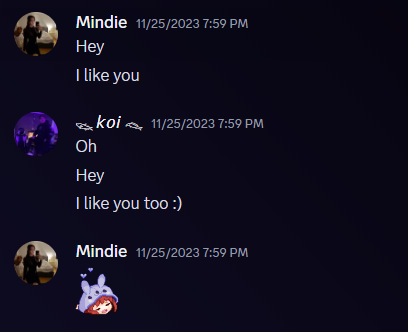 Mindie 11/25/2023 7:59 PM
Hey
I like you
koi 11/25/2023 7:59 PM
Oh
Hey
I like you too :)
Mindie 11/25/2023 7:59 PM